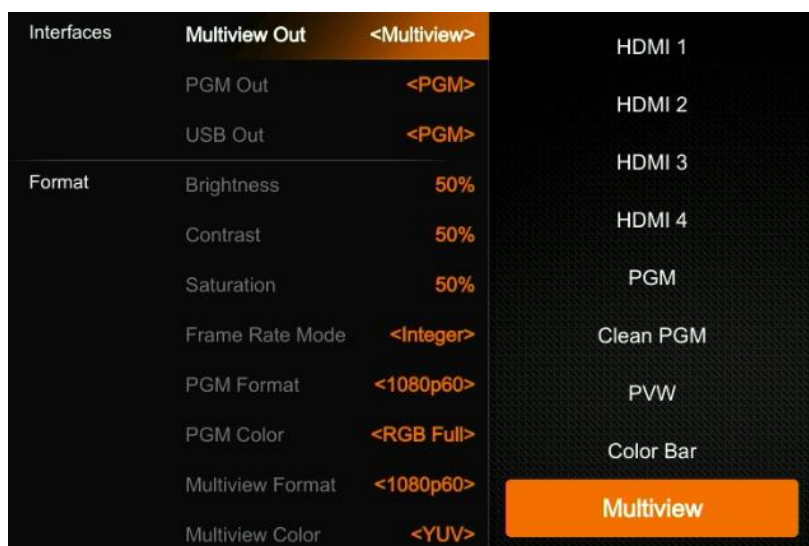 Interfaces
Multiview Out <Multiview>
PGM Out <PGM>
USB Out <PGM>
Format
Brightness 50%
Contrast 50%
Saturation 50%
Frame Rate Mode <Integer>
PGM Format <1080p60>
PGM Color <RGB Full>
Multiview Format <1080p60>
Multiview Color <YUV>
HDMI 1
HDMI 2
HDMI 3
HDMI 4
PGM
Clean PGM
PVW
Color Bar
Multiview